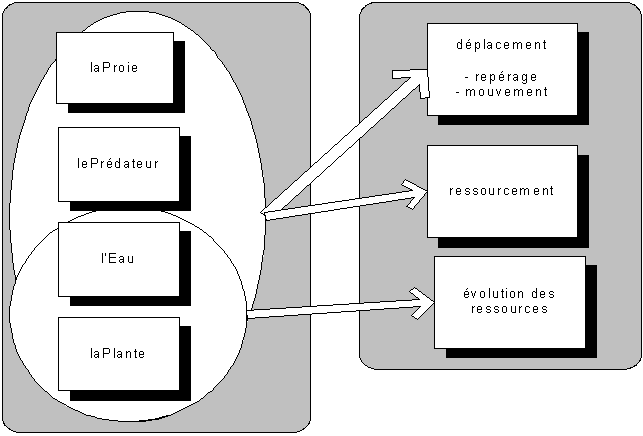 laProie
lePrédateur
l'Eau
laPlante
déplacement
- repérage
- mouvement
ressourcement
évolution des
ressources